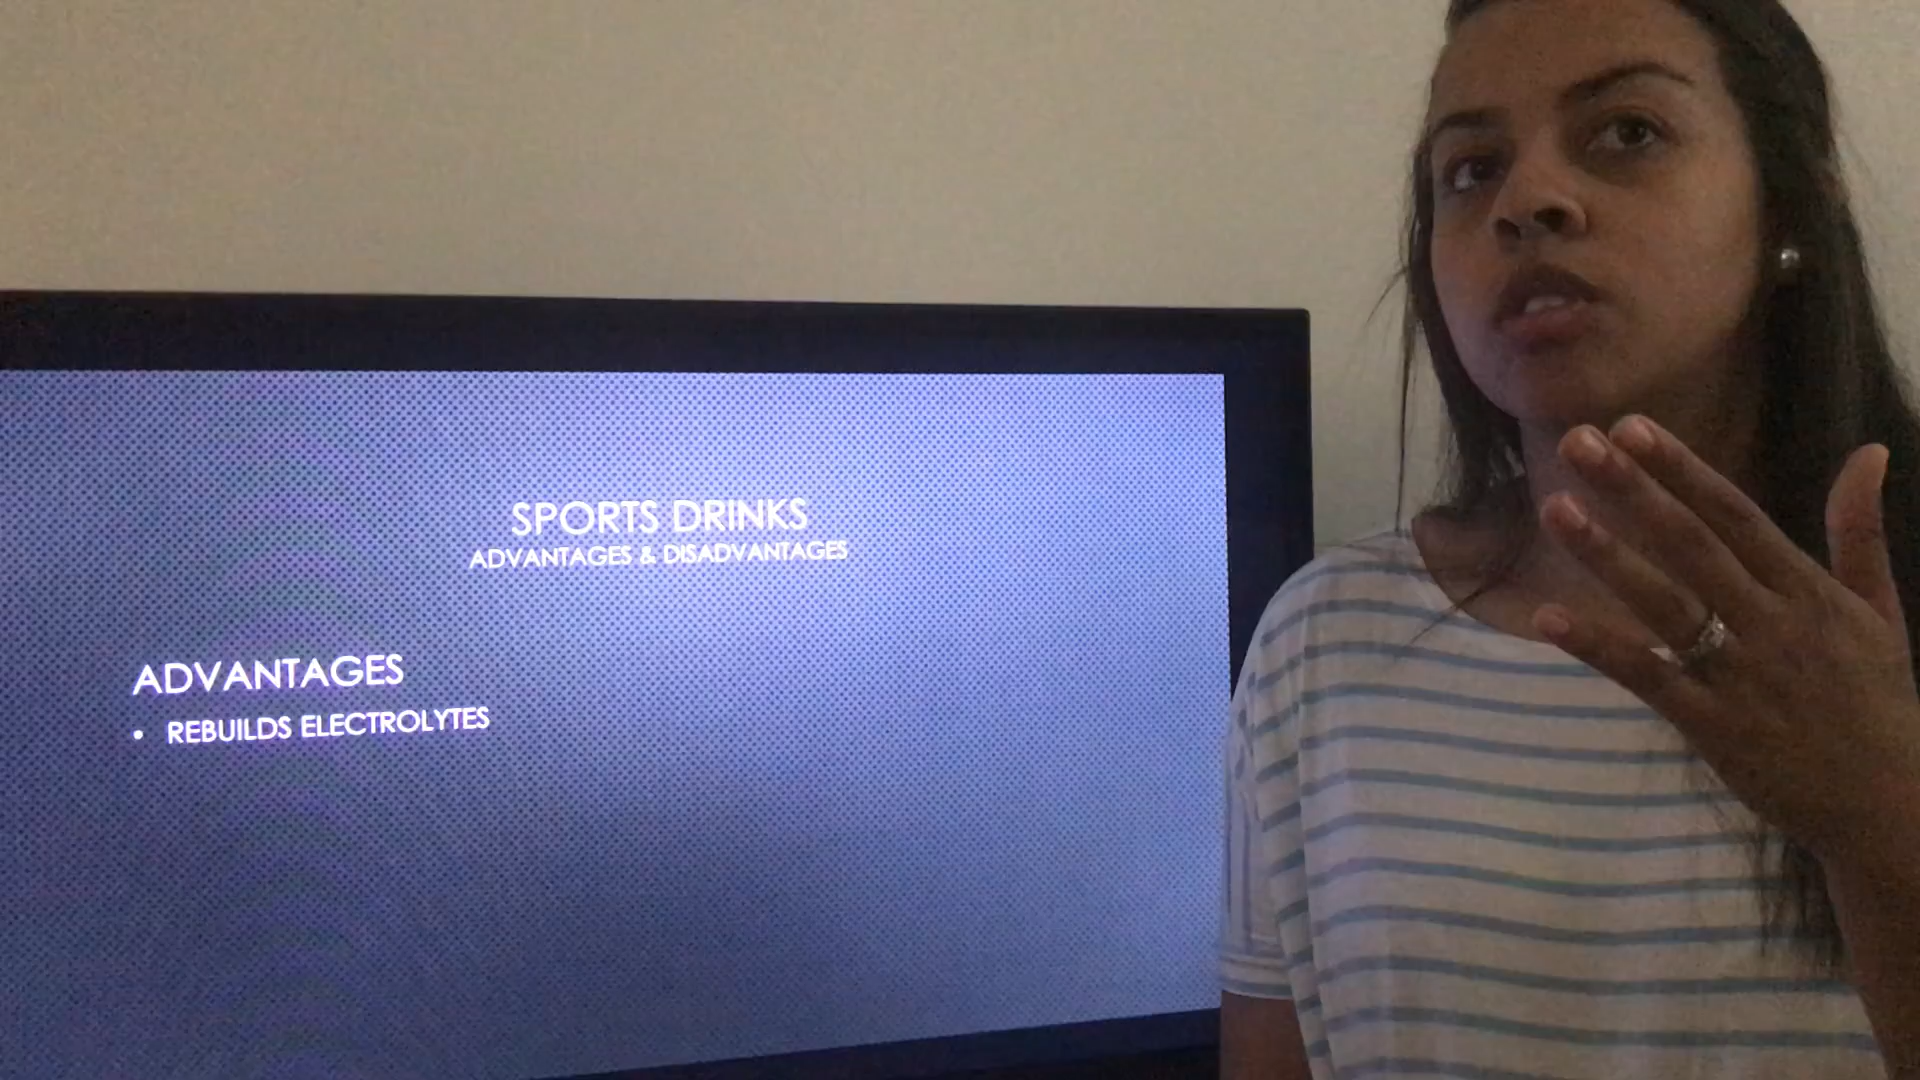 SPORTS DRINKS
ADVANTAGES & DISADVANTAGES
ADVANTAGES
• REBUILDS ELECTROLYTES